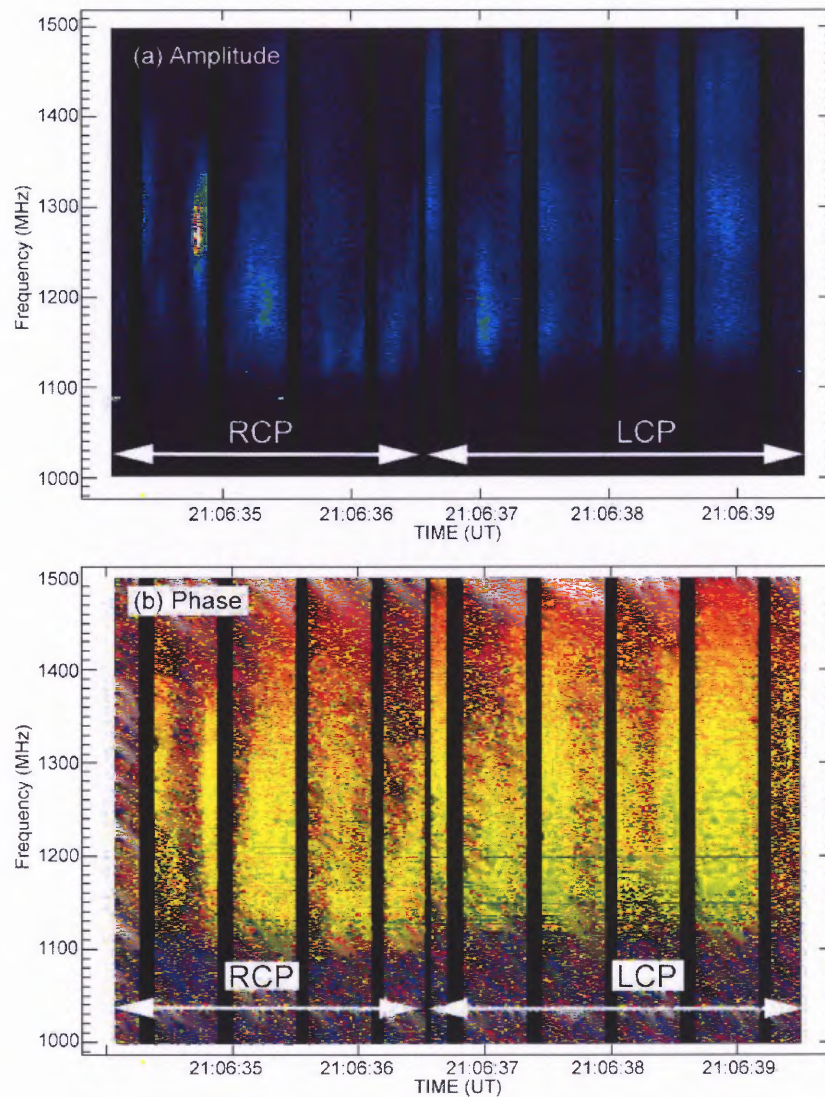 1500
(a) Amplitude
1400
1300
1200
1100
1000
Frequency (MHz)
RCP
LCP
21:06:35
21:06:36
21:06:37
21:06:38
21:06:39
TIME (UT)
1500
(b) Phase
1400
1300
1200
1100
1000
Frequency (MHz)
RCP
LCP
21:06:35
21:06:36
21:06:37
21:06:38
21:06:39
TIME (UT)